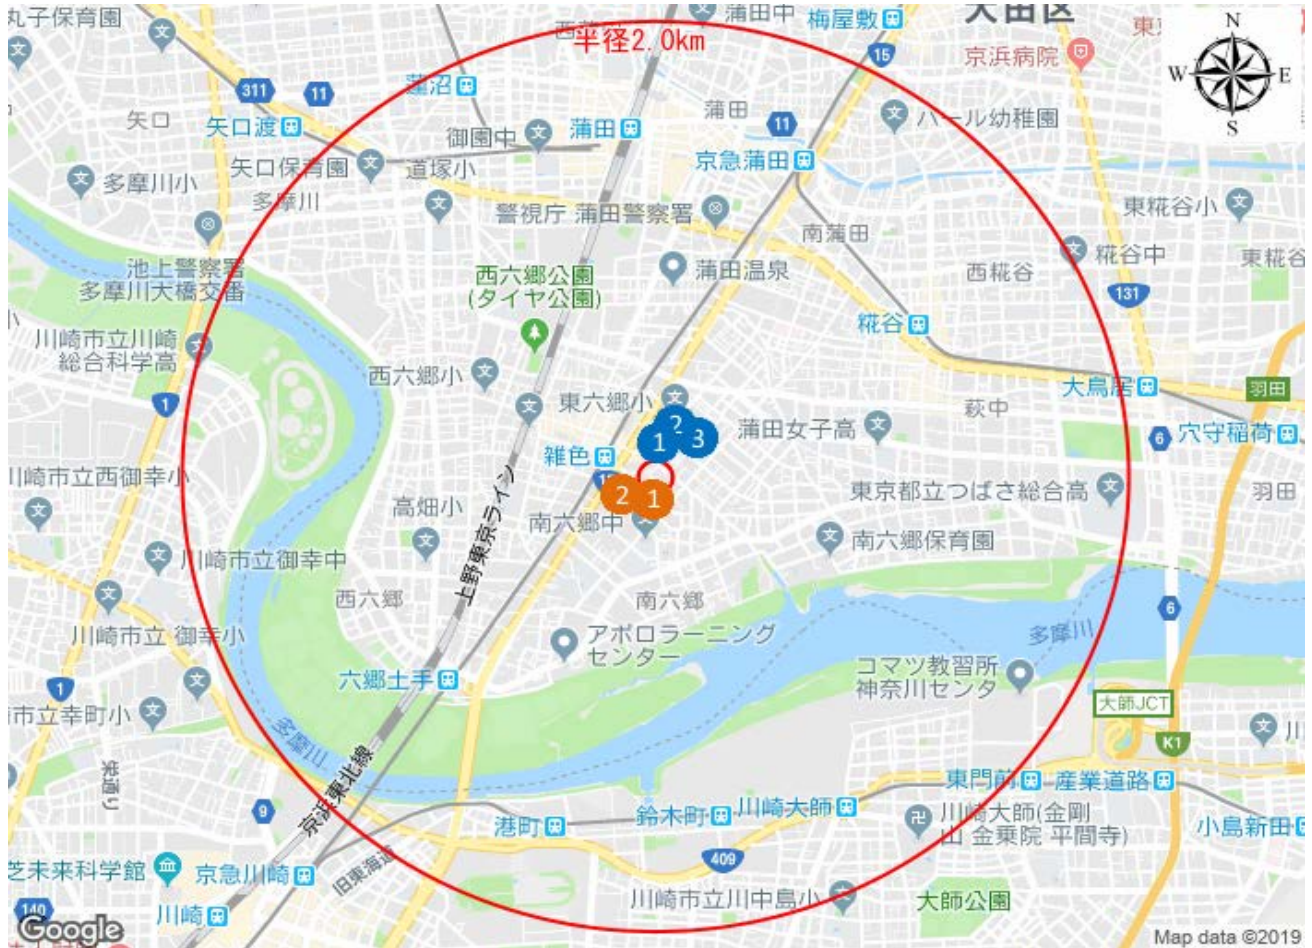 丸子保育園
蒲田中
梅屋敷
大田区
半径2.0km
15
京浜病院
N
W
E
S
311
11
蓮沼
矢口
矢口渡
御園中
蒲田
蒲田
11
パール幼稚園
矢口保育園
道塚小
京急蒲田
多摩川小
多摩川
警視庁 蒲田警察署
東糀谷小
南蒲田
池上警察署
多摩川大橋交番
西六郷公園
(タイヤ公園)
蒲田温泉
西糀谷
糀谷中
東糀谷
131
川崎市立川崎
総合科学高
糀谷
西六郷小
大鳥居
羽田
1
東六郷小
2
1
3
蒲田女子高
萩中
6
穴守稲荷
雑色
川崎市立西御幸小
2
1
東京都立つばさ総合高
羽田
高畑小
南六郷中
南六郷保育園
上野東京ライン
川崎市立御幸中
西六郷
南六郷
6
川崎市立 御幸小
アポロラーニング
センター
多摩川
コマツ教習所
神奈川センタ
六郷土手
1
市立幸町小
大師JCT
多摩川
K1
栄通り
京浜東北線
東門前
産業道路
9
港町
鈴木町
川崎大師
川崎大師(金剛
山 金乗院 平間寺)
小島新田
409
芝未来科学館
京急川崎
旧東海道
川崎市立川中島小
大師公園
140
川崎
Google
Map data ©2019